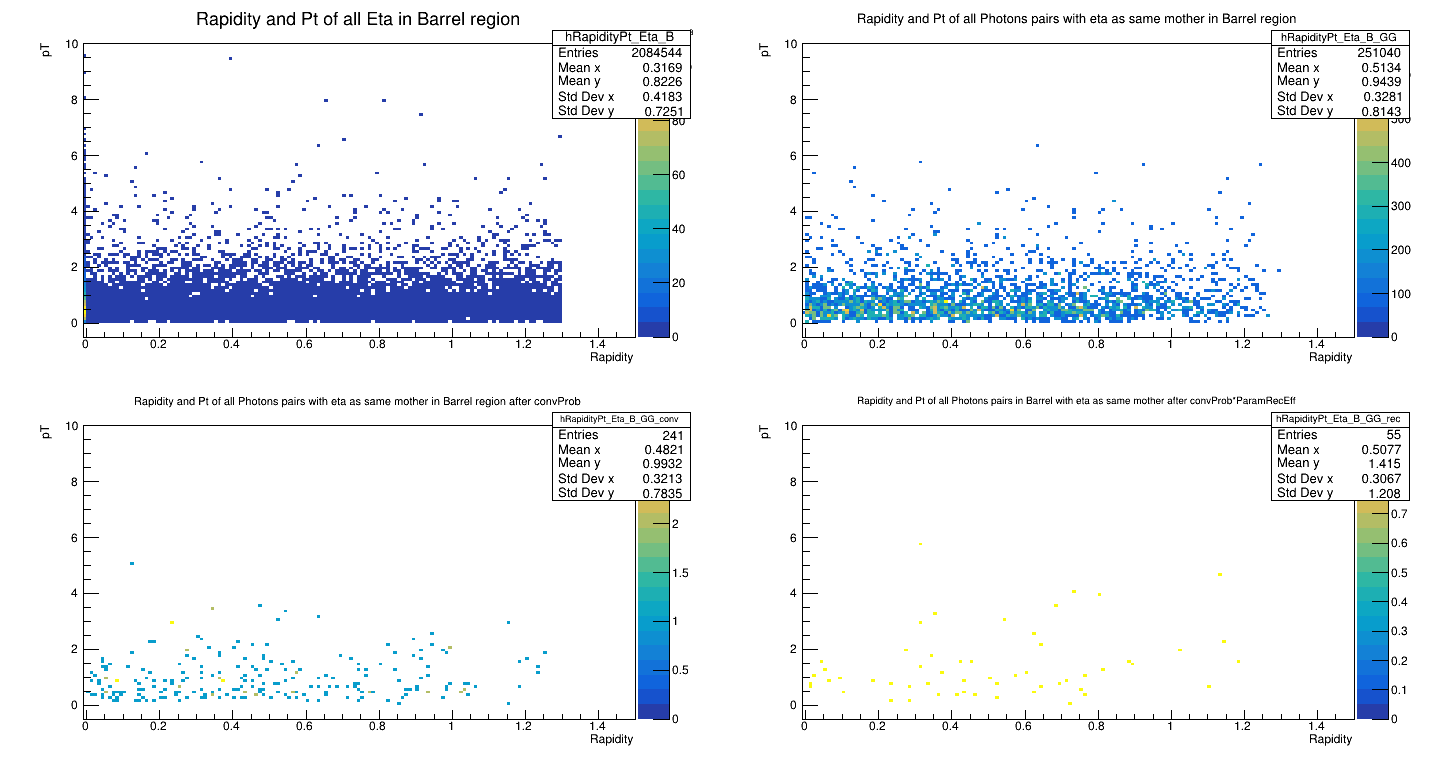 Rapidity and Pt of all Eta in Barrel region
pT
10
8
6
4
2
0
0
0.2
0.4
0.6
0.8
1
1.2
1.4
Rapidity
hRapidityPt_Eta_B
Entries 2084544
Mean x 0.3169
Mean y 0.8226
Std Dev x 0.4183
Std Dev y 0.7251
80
60
40
20
0
Rapidity and Pt of all Photons pairs with eta as same mother in Barrel region
pT
10
8
6
4
2
0
0
0.2
0.4
0.6
0.8
1
1.2
1.4
Rapidity
hRapidityPt_Eta_B_GG
Entries 251040
Mean x 0.5134
Mean y 0.9439
Std Dev x 0.3281
Std Dev y 0.8143
500
400
300
200
100
0
Rapidity and Pt of all Photons pairs with eta as same mother in Barrel region after convProb
pT
10
8
6
4
2
0
0
0.2
0.4
0.6
0.8
1
1.2
1.4
Rapidity
hRapidityPt_Eta_B_GG_conv
Entries 241
Mean x 0.4821
Mean y 0.9932
Std Dev x 0.3213
Std Dev y 0.7835
2
1.5
1
0.5
0
Rapidity and Pt of all Photons pairs in Barrel with eta as same mother after convProb*ParamRecEff
pT
10
8
6
4
2
0
0
0.2
0.4
0.6
0.8
1
1.2
1.4
Rapidity
hRapidityPt_Eta_B_GG_rec
Entries 55
Mean x 0.5077
Mean y 1.415
Std Dev x 0.3067
Std Dev y 1.208
0.7
0.6
0.5
0.4
0.3
0.2
0.1
0